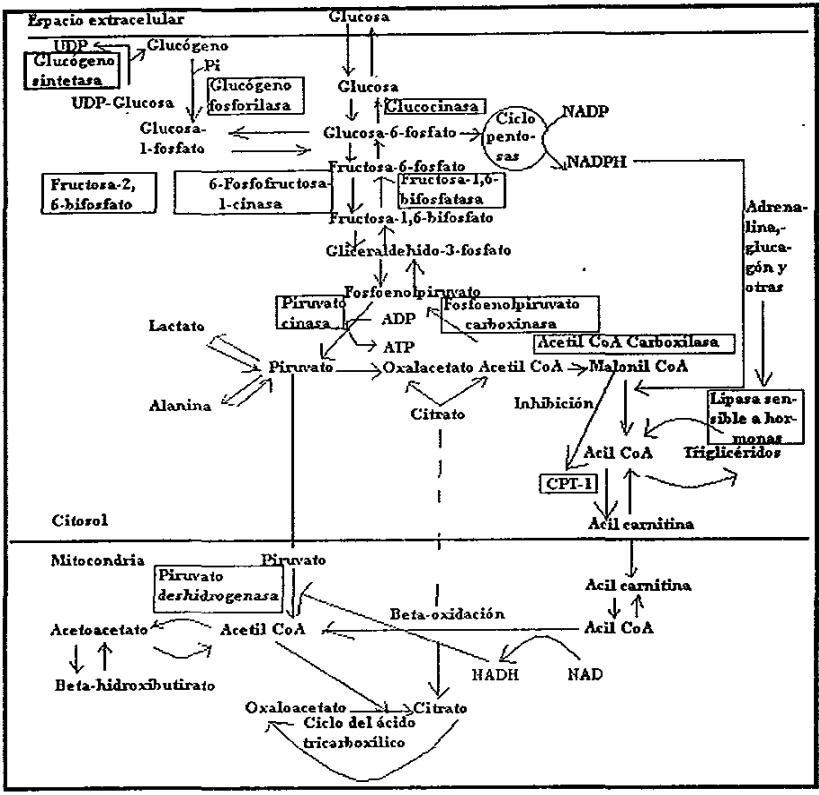 Espacio extracelular
Glucosa
UDP
Glucógeno
Glucógeno
sintetasa
Pi
UDP-Glucosa
Glucógeno
fosforilasa
Glucosa
Glucocinasa
Glucosa-
1-fosfato
Glucosa-6-fosfato
Ciclo
pento-
sas
NADP
NADPH
Fructosa-6-fosfato
Fructosa-2,
6-bifosfato
6-Fosfofructosa-
1-cinasa
Fructosa-1,6-
bifosfatasa
Fructosa-1,6-bifosfato
Adrena-
lina,-
gluca-
gón y
otras
Gliceraldehido-3-fosfato
Fosfoenolpiruvato
Piruvato
cinasa
ADP
ATP
Fosfoenolpiruvato
carboxinasa
Lactato
Acetil CoA Carboxilasa
Piruvato
Oxalacetato
Acetil CoA
Malonil CoA
Alanina
Citrato
Inhibición
Lipasa sen-
sible a hor-
monas
Acil CoA
Triglicéridos
CPT-1
Citosol
Acil carnitina
Mitocondria
Piruvato
Piruvato
deshidrogenasa
Acil carnitina
Beta-oxidación
Acetoacetato
Acetil CoA
Acil CoA
NADH
NAD
Beta-hidroxibutirato
Oxaloacetato
Citrato
Ciclo del ácido
tricarboxílico